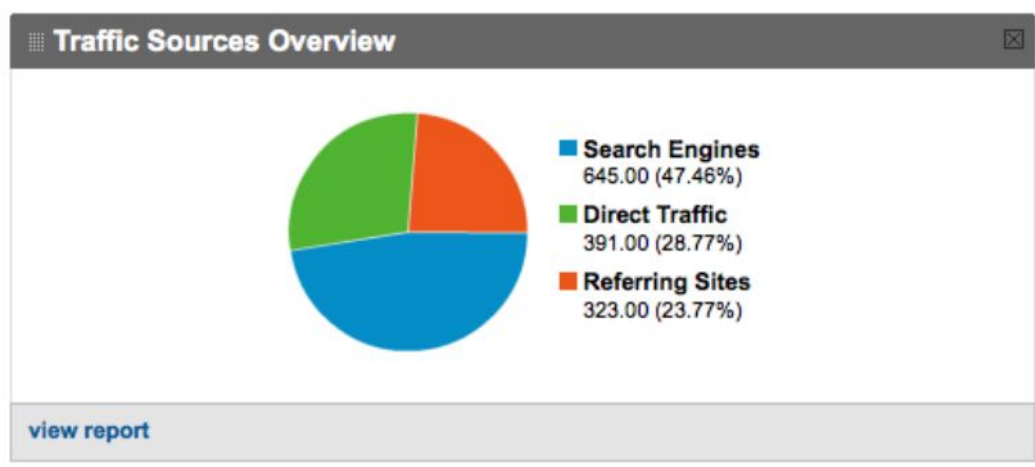 Traffic Sources Overview
Search Engines
645.00 (47.46%)
Direct Traffic
391.00 (28.77%)
Referring Sites
323.00 (23.77%)
view report